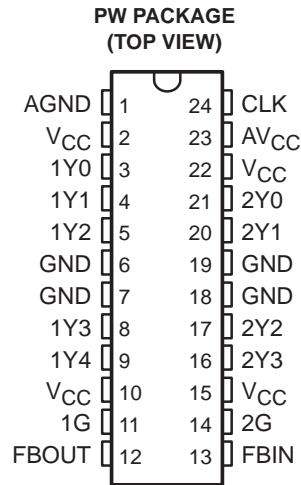 PW PACKAGE
(TOP VIEW)
AGND 1 24 CLK
VCC 2 23 AVCC
1Y0 3 22 VCC
1Y1 4 21 2Y0
1Y2 5 20 2Y1
GND 6 19 GND
GND 7 18 GND
1Y3 8 17 2Y2
1Y4 9 16 2Y3
VCC 10 15 VCC
1G 11 14 2G
FBOUT 12 13 FBIN